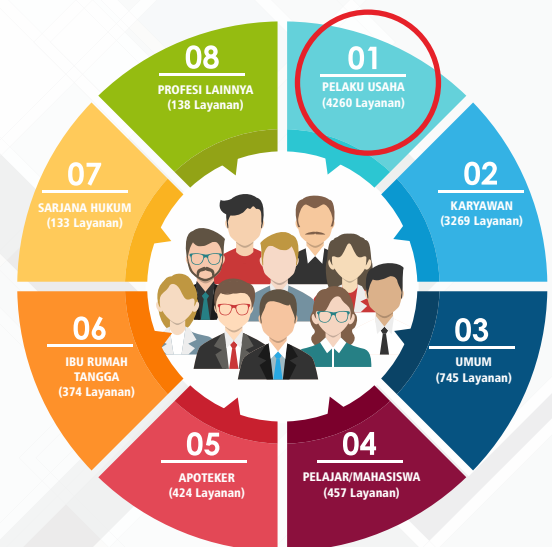 01
PELAKU USAHA
(4260 Layanan)
02
KARYAWAN
(3269 Layanan)
03
UMUM
(745 Layanan)
04
PELAJAR/MAHASISWA
(457 Layanan)
05
APOTEKER
(424 Layanan)
06
IBU RUMAH
TANGGA
(374 Layanan)
07
SARJANA HUKUM
(133 Layanan)
08
PROFESI LAINNYA
(138 Layanan)